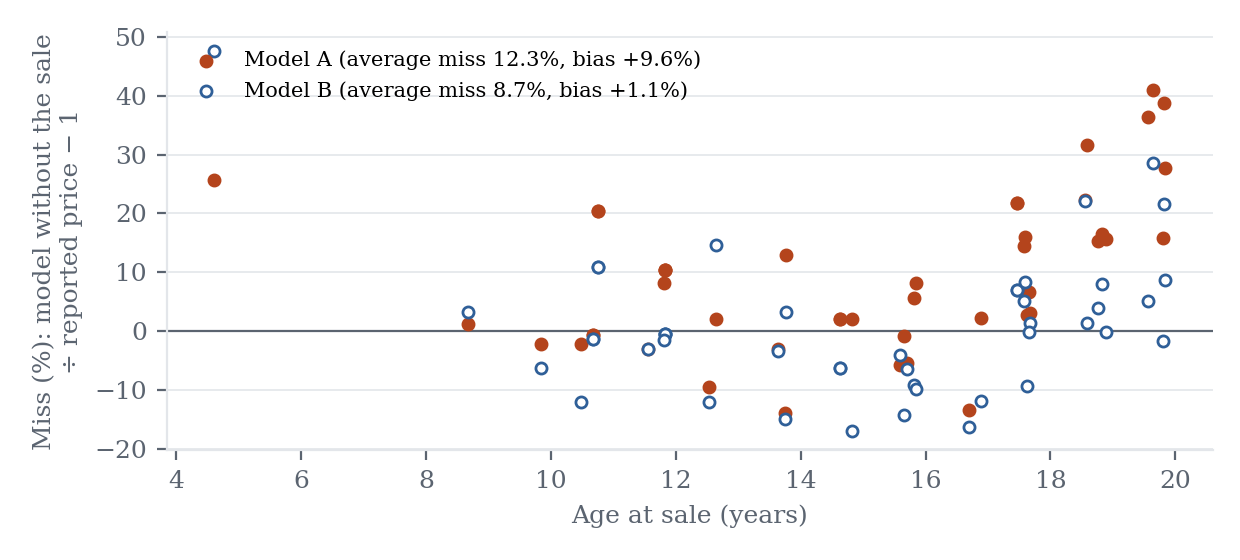 Miss (%): model without the sale
÷ reported price − 1
50
40
30
20
10
0
−10
−20
Model A (average miss 12.3%, bias +9.6%)
Model B (average miss 8.7%, bias +1.1%)
4 6 8 10 12 14 16 18 20
Age at sale (years)